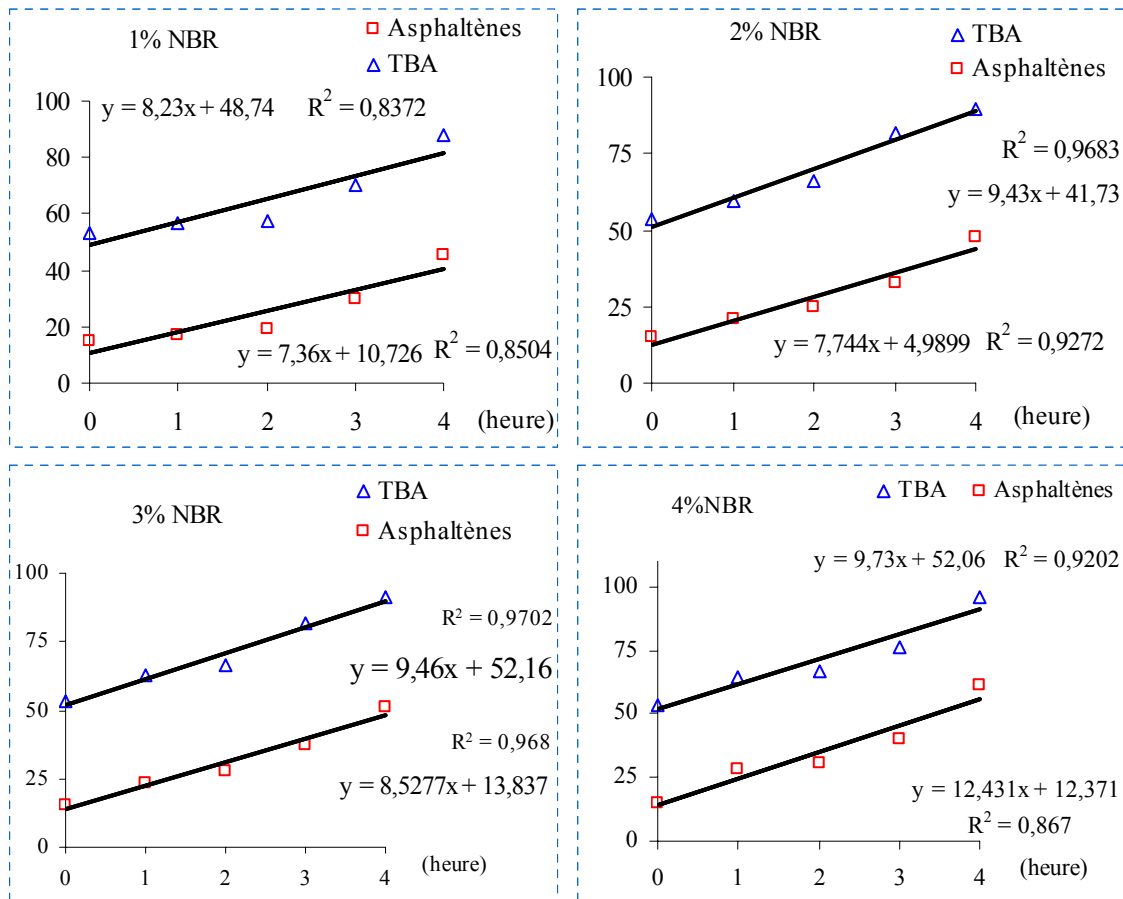 1% NBR
Asphaltènes
TBA
y = 8,23x + 48,74 R² = 0,8372
100
80
60
40
20
0
y = 7,36x + 10,726 R² = 0,8504
0 1 2 3 4 (heure)
2% NBR
TBA
Asphaltènes
100
75
50
25
0
R² = 0,9683
y = 9,43x + 41,73
y = 7,744x + 4,9899 R² = 0,9272
0 1 2 3 4 (heure)
3% NBR
TBA
Asphaltènes
100
75
50
25
0
R² = 0,9702
y = 9,46x + 52,16
R² = 0,968
y = 8,5277x + 13,837
0 1 2 3 4 (heure)
4%NBR
TBA Asphaltènes
y = 9,73x + 52,06 R² = 0,9202
100
75
50
25
0
y = 12,431x + 12,371
R² = 0,867
0 1 2 3 4 (heure)